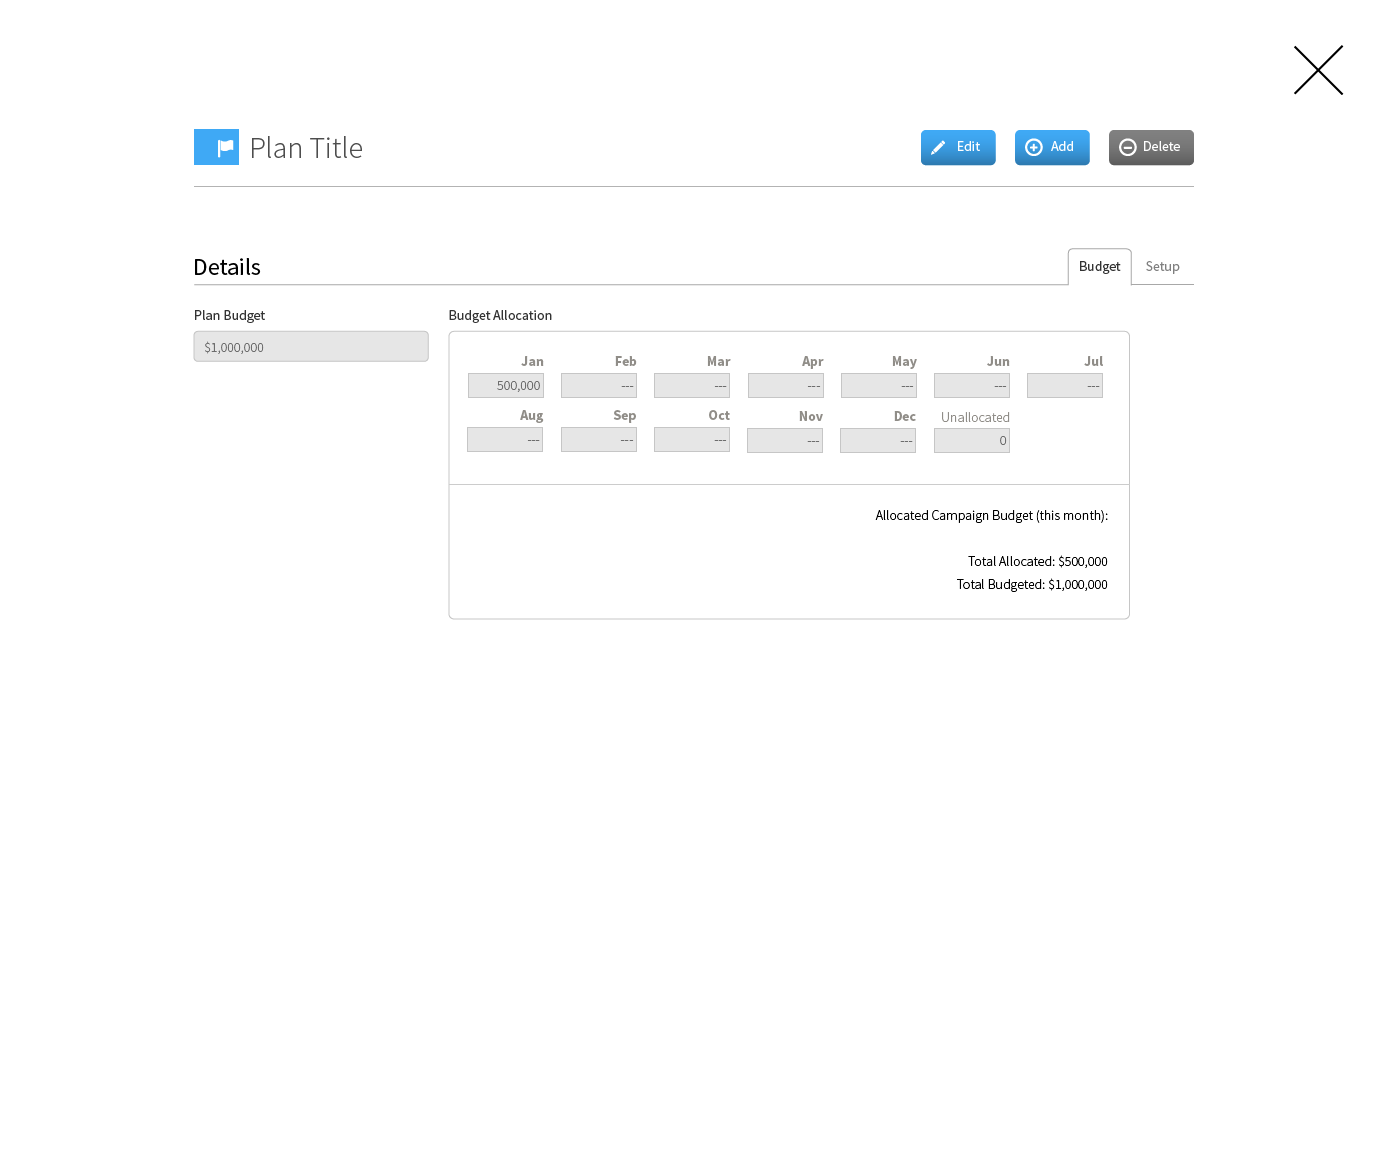 Plan Title
Edit
Add
Delete
Details
Budget
Setup
Plan Budget
Budget Allocation
$1,000,000
Jan Feb Mar Apr May Jun Jul
500,000 --- --- --- --- --- ---
Aug Sep Oct Nov Dec Unallocated
--- --- --- --- --- 0
Allocated Campaign Budget (this month):
Total Allocated: $500,000
Total Budgeted: $1,000,000